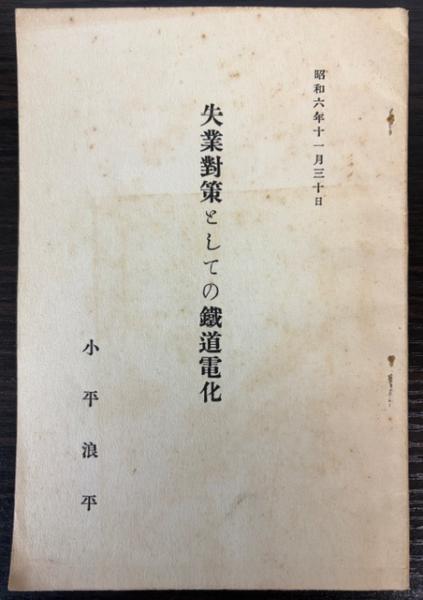 昭和六年十一月三十日
失業對策としての鐵道電化
小平浪平